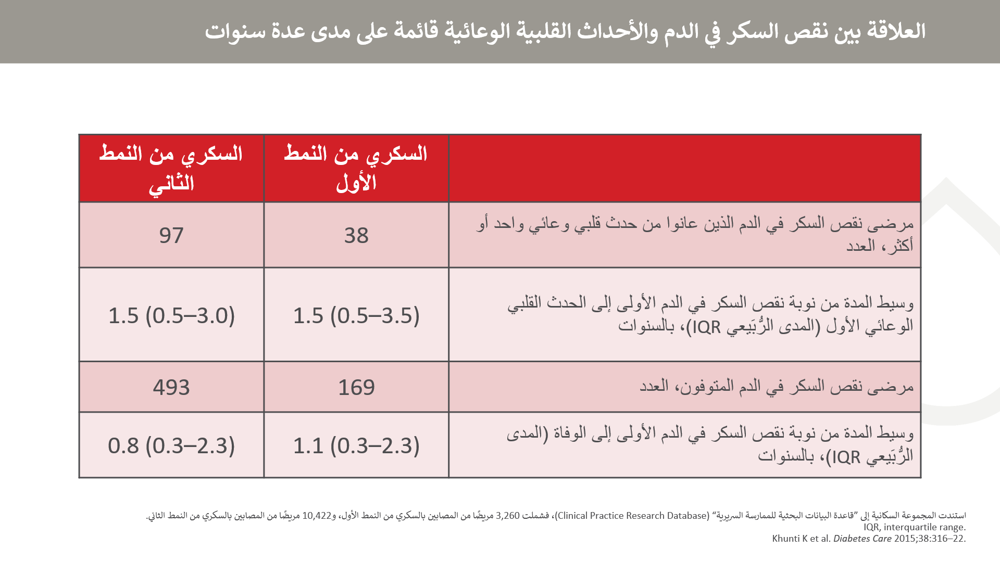 العلاقة بين نقص السكر في الدم والأحداث القلبية الوعائية قائمة على مدى عدة سنوات
السكري من النمط
الأول
السكري من النمط
الثاني
مرضى نقص السكر في الدم الذين عانوا من حدث قلبي وعائي واحد أو
أكثر، العدد
38
97
وسيط المدة من نوبة نقص السكر في الدم الأولى إلى الحدث القلبي
الوعائي الأول (المدى الرُّبَيعي IQR)، بالسنوات
1.5 (0.5–3.5)
1.5 (0.5–3.0)
مرضى نقص السكر في الدم المتوفون، العدد
169
493
وسيط المدة من نوبة نقص السكر في الدم الأولى إلى الوفاة (المدى
الرُّبَيعي IQR)، بالسنوات
1.1 (0.3–2.3)
0.8 (0.3–2.3)
استندت المجموعة السكانية إلى ”قاعدة البيانات البحثية للممارسة السريرية“ (Clinical Practice Research Database)، فشملت 3,260 مريضًا من المصابين بالسكري من النمط الأول، و10,422 مريضًا من المصابين بالسكري من النمط الثاني.
IQR, interquartile range.
Khunti K et al. Diabetes Care 2015;38:316–22.